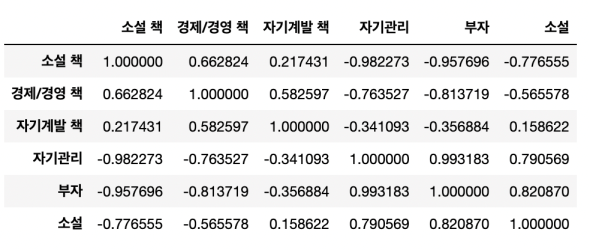 소설 책 경제/경영 책 자기계발 책 자기관리 부자 소설
소설 책 1.000000 0.662824 0.217431 -0.982273 -0.957696 -0.776555
경제/경영 책 0.662824 1.000000 0.582597 -0.763527 -0.813719 -0.565578
자기계발 책 0.217431 0.582597 1.000000 -0.341093 -0.356884 0.158622
자기관리 -0.982273 -0.763527 -0.341093 1.000000 0.993183 0.790569
부자 -0.957696 -0.813719 -0.356884 0.993183 1.000000 0.820870
소설 -0.776555 -0.565578 0.158622 0.790569 0.820870 1.000000